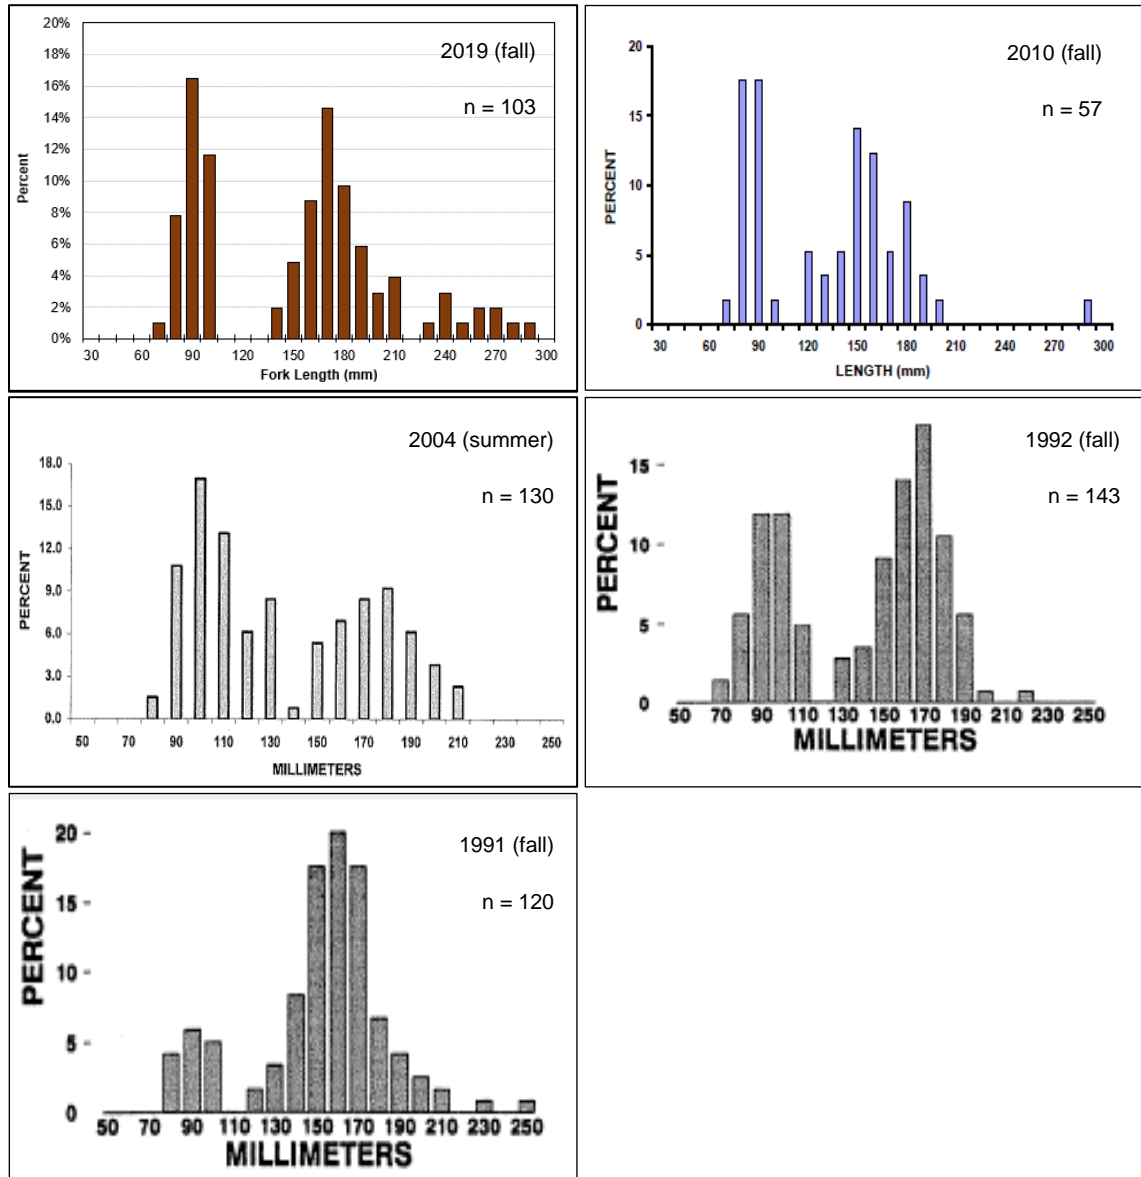 20%
18%
16%
14%
12%
10%
8%
6%
4%
2%
0%
Percent
2019 (fall)
n = 103
30 60 90 120 150 180 210 240 270 300
Fork Length (mm)
20
15
10
5
0
PERCENT
2010 (fall)
n = 57
30 60 90 120 150 180 210 240 270 300
LENGTH (mm)
18.0
15.0
12.0
9.0
6.0
3.0
0.0
PERCENT
2004 (summer)
n = 130
50 70 90 110 130 150 170 190 210 230 250
MILLIMETERS
15
10
5
0
PERCENT
1992 (fall)
n = 143
50 70 90 110 130 150 170 190 210 230 250
MILLIMETERS
20
15
10
5
0
PERCENT
1991 (fall)
n = 120
50 70 90 110 130 150 170 190 210 230 250
MILLIMETERS